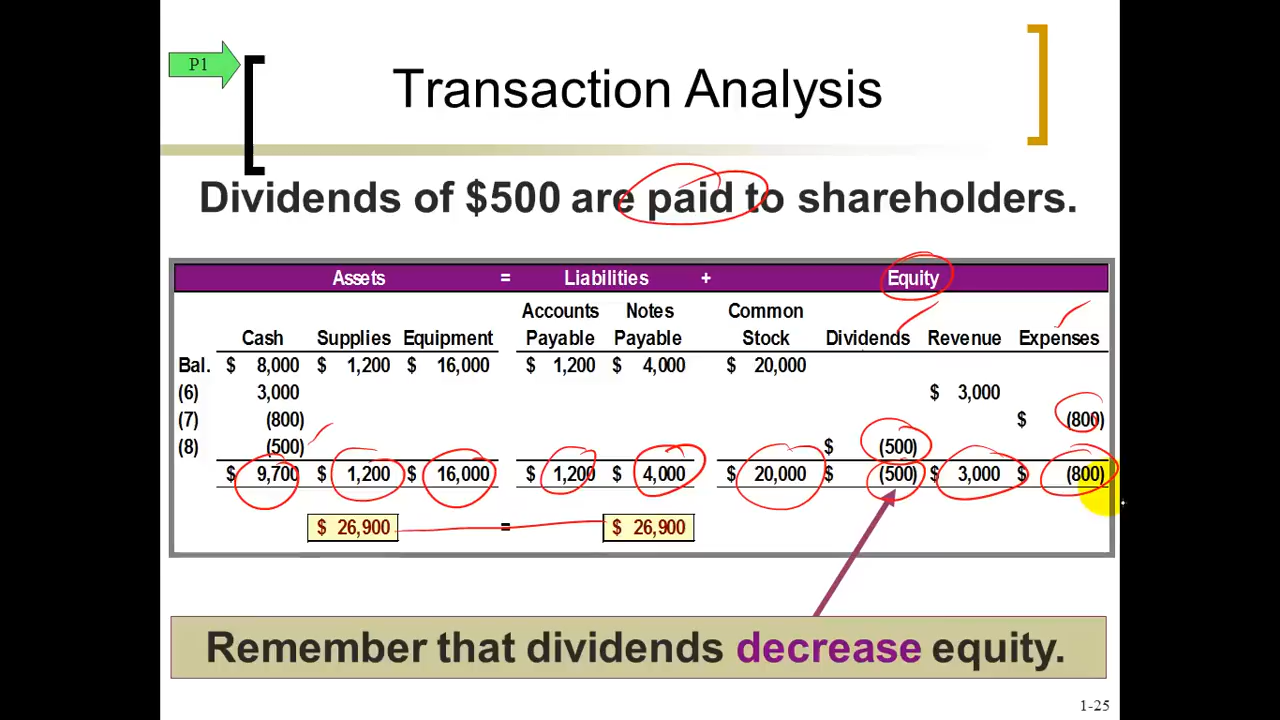 P1
Transaction Analysis
Dividends of $500 are paid to shareholders.
Assets = Liabilities + Equity
Accounts Notes Common
Cash Supplies Equipment Payable Payable Stock Dividends Revenue Expenses
Bal. $ 8,000 $ 1,200 $ 16,000 $ 1,200 $ 4,000 $ 20,000
(6) 3,000 $ 3,000
(7) (800) $ (800)
(8) (500) $ (500)
$ 9,700 $ 1,200 $ 16,000 $ 1,200 $ 4,000 $ 20,000 $ (500) $ 3,000 $ (800)
$ 26,900 = $ 26,900
Remember that dividends decrease equity.
1-25